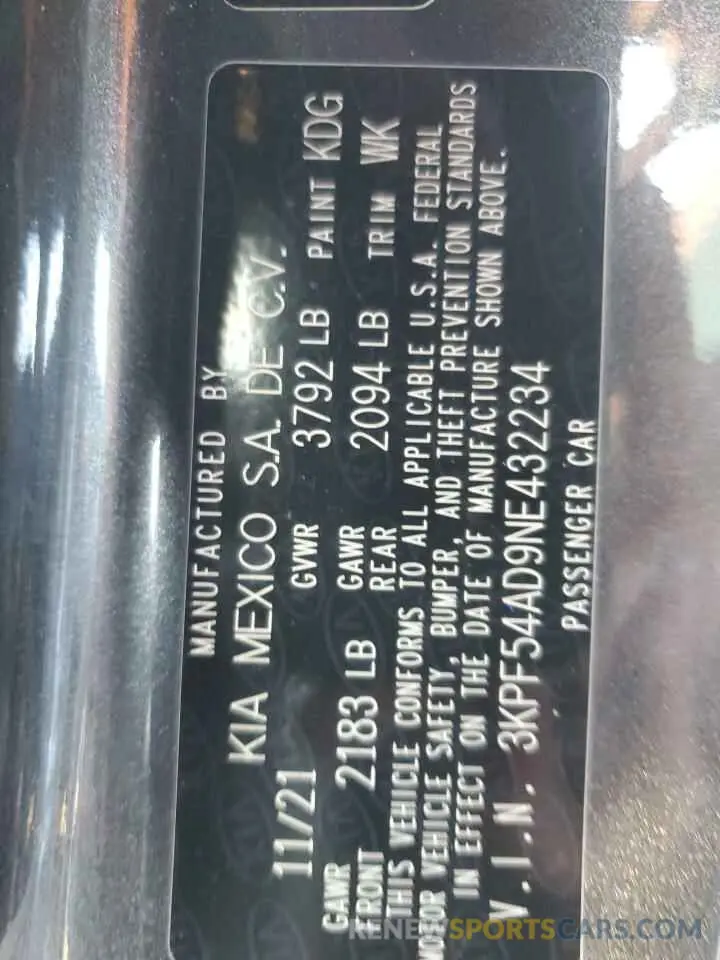 MANUFACTURED BY
KIA MEXICO S.A. DE C.V.
11/21 GVWR 3792 LB PAINT KDG
GAWR FRONT 2183 LB GAWR REAR 2094 LB TRIM WK
THIS VEHICLE CONFORMS TO ALL APPLICABLE U.S.A. FEDERAL
MOTOR VEHICLE SAFETY, BUMPER, AND THEFT PREVENTION STANDARDS
IN EFFECT ON THE DATE OF MANUFACTURE SHOWN ABOVE.
V.I.N. 3KPF54AD9NE432234
PASSENGER CAR
RENEWSPORTSCARS.COM